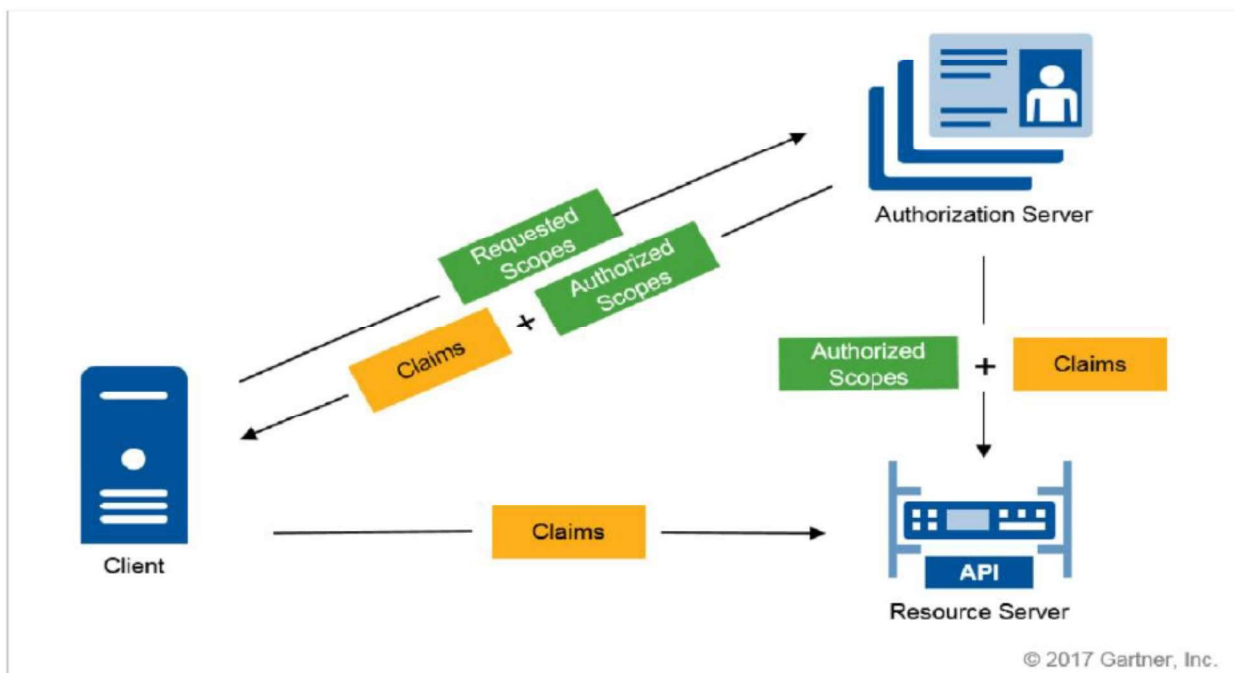 Authorization Server
Requested
Scopes
Authorized
Scopes
+
Claims
Authorized
Scopes
+
Claims
Client
Claims
API
Resource Server
© 2017 Gartner, Inc.